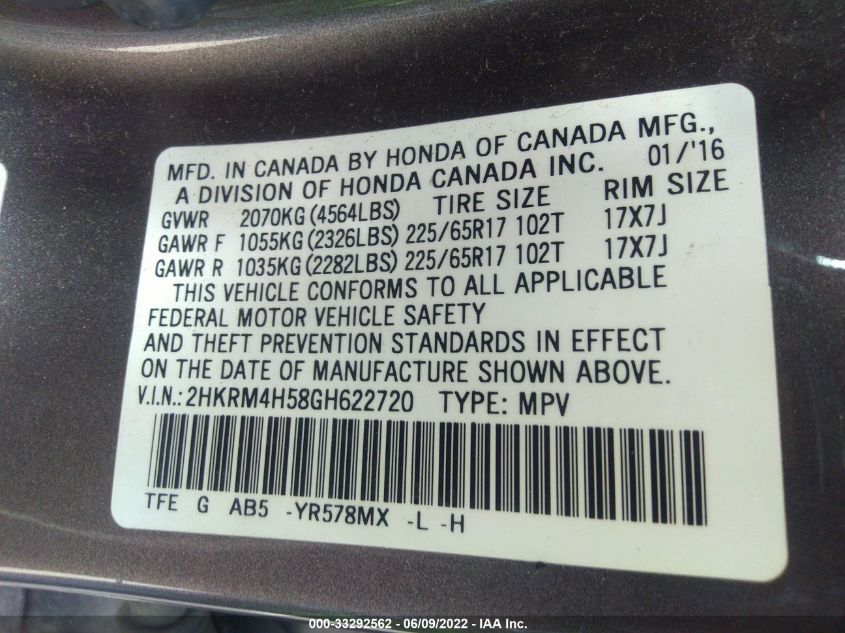 MFD. IN CANADA BY HONDA OF CANADA MFG.,
A DIVISION OF HONDA CANADA INC. 01/'16
GVWR 2070KG (4564LBS) TIRE SIZE RIM SIZE
GAWR F 1055KG (2326LBS) 225/65R17 102T 17X7J
GAWR R 1035KG (2282LBS) 225/65R17 102T 17X7J
THIS VEHICLE CONFORMS TO ALL APPLICABLE
FEDERAL MOTOR VEHICLE SAFETY
AND THEFT PREVENTION STANDARDS IN EFFECT
ON THE DATE OF MANUFACTURE SHOWN ABOVE.
V.I.N.: 2HKRM4H58GH622720 TYPE: MPV
TFE G AB5 -YR578MX -L -H
000-33292562 - 06/09/2022 - IAA Inc.